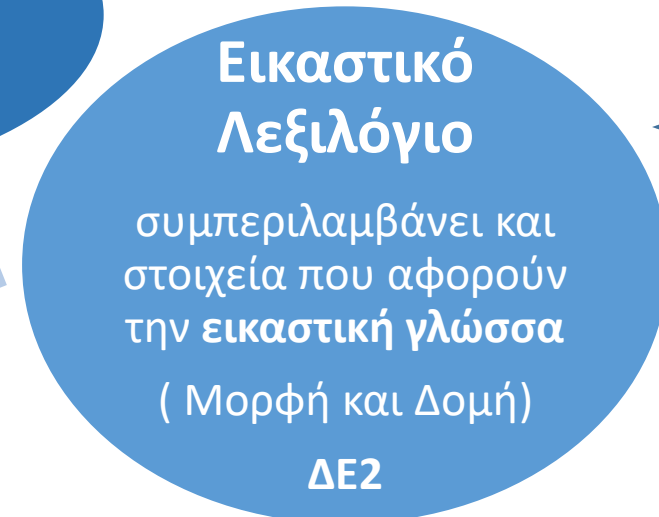 Εικαστικό
Λεξιλόγιο
συμπεριλαμβάνει και
στοιχεία που αφορούν
την εικαστική γλώσσα
( Μορφή και Δομή)
ΔΕ2